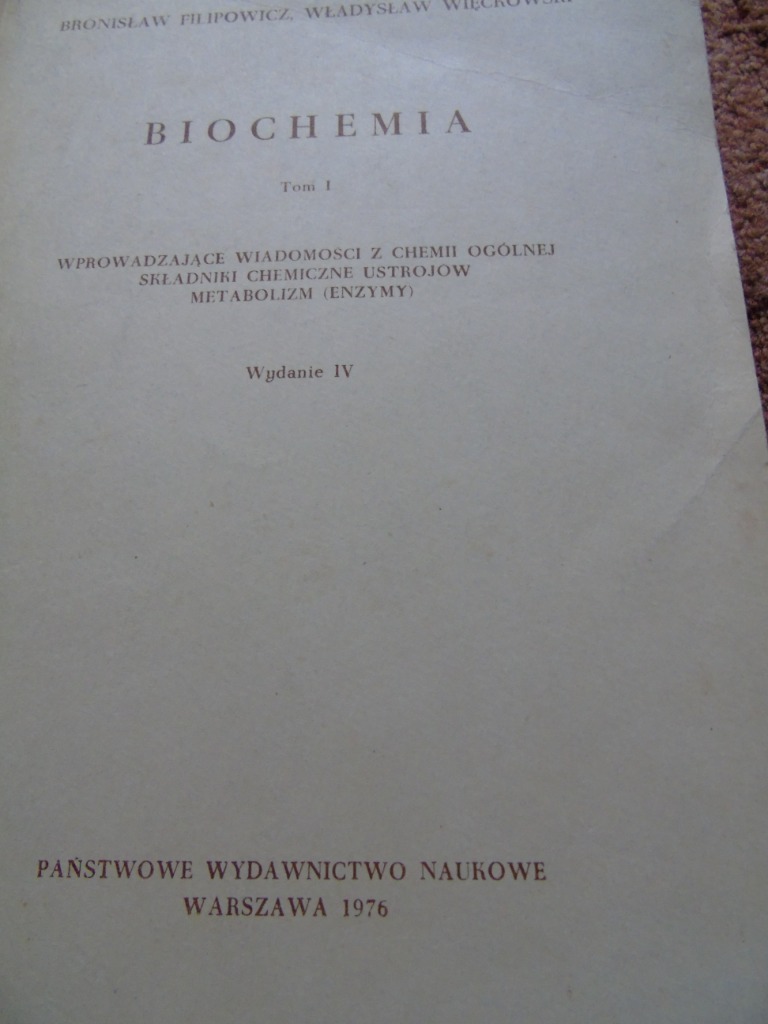 BRONISŁAW FILIPOWICZ, WŁADYSŁAW WIĘCKOWSKI
BIOCHEMIA
Tom I
WPROWADZAJĄCE WIADOMOŚCI Z CHEMII OGÓLNEJ
SKŁADNIKI CHEMICZNE USTROJÓW
METABOLIZM (ENZYMY)
Wydanie IV
PAŃSTWOWE WYDAWNICTWO NAUKOWE
WARSZAWA 1976